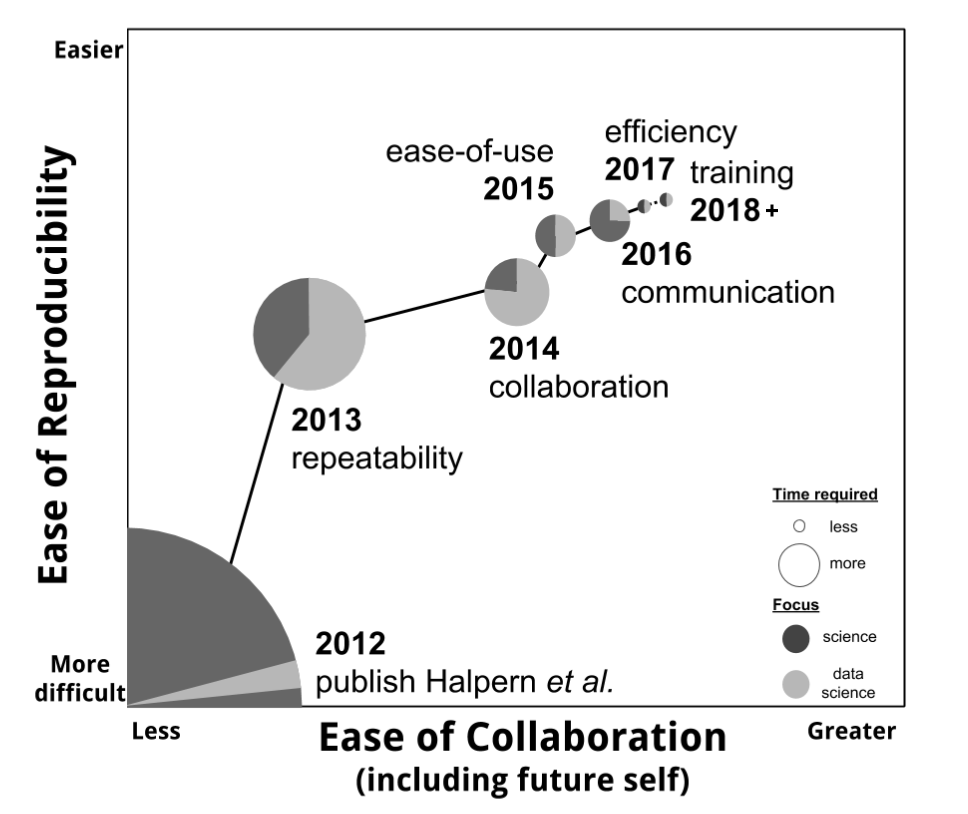 Easier
Ease of Reproducibility
More
difficult
ease-of-use
2015
efficiency
2017
training
2018+
2016
communication
2014
collaboration
2013
repeatability
2012
publish Halpern et al.
Time required
less
more
Focus
science
data
science
Less
Ease of Collaboration
Greater
(including future self)